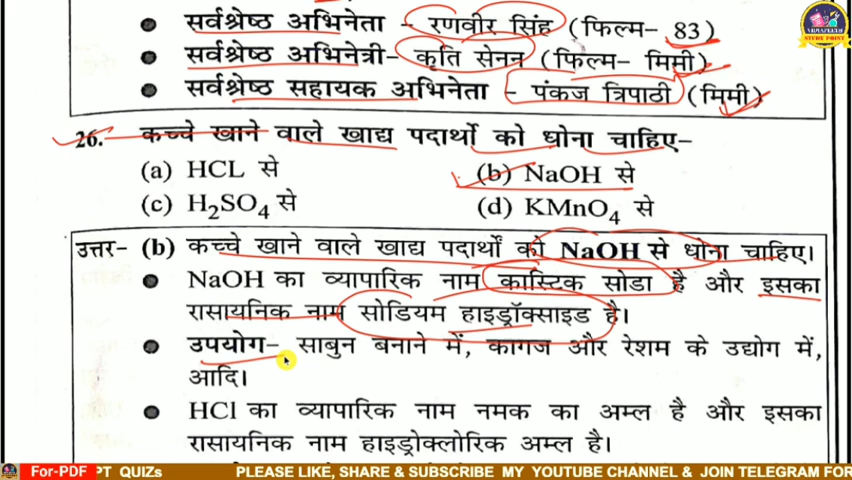 सर्वश्रेष्ठ अभिनेता - रणवीर सिंह (फिल्म- 83)
सर्वश्रेष्ठ अभिनेत्री- कृति सेनन (फिल्म- मिमी)
सर्वश्रेष्ठ सहायक अभिनेता - पंकज त्रिपाठी (मिमी)
26. कच्चे खाने वाले खाद्य पदार्थों को धोना चाहिए-
(a) HCL से (b) NaOH से
(c) H₂SO₄ से (d) KMnO₄ से
उत्तर- (b) कच्चे खाने वाले खाद्य पदार्थों को NaOH से धोना चाहिए।
NaOH का व्यापारिक नाम कास्टिक सोडा है और इसका
रासायनिक नाम सोडियम हाइड्रॉक्साइड है।
उपयोग- साबुन बनाने में, कागज और रेशम के उद्योग में,
आदि।
HCl का व्यापारिक नाम नमक का अम्ल है और इसका
रासायनिक नाम हाइड्रोक्लोरिक अम्ल है।
For-PDF PT QUIZs PLEASE LIKE, SHARE & SUBSCRIBE MY YOUTUBE CHANNEL & JOIN TELEGRAM FOR